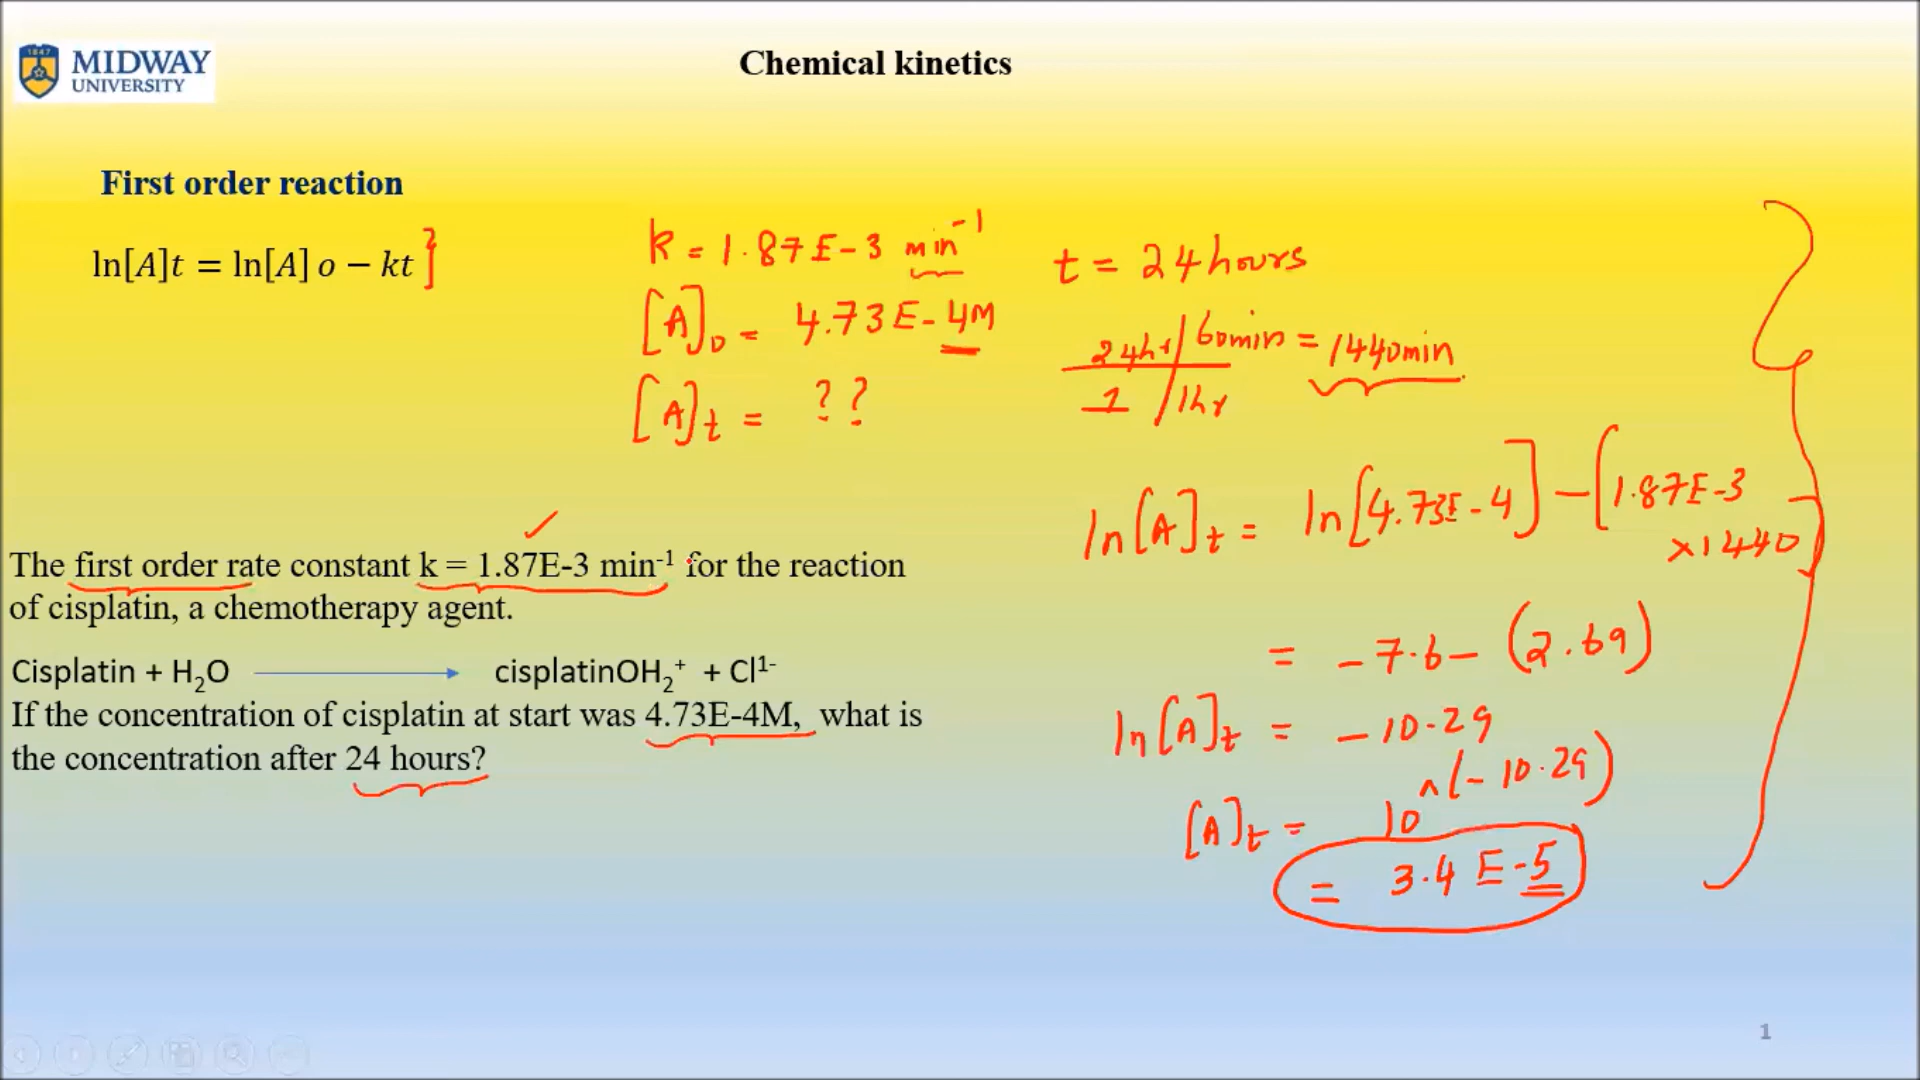 1847
MIDWAY
UNIVERSITY
Chemical kinetics
First order reaction
ln[A]t = ln[A] o − kt }
k = 1.87E-3 min⁻¹
[A]₀ = 4.73E-4M
[A]t = ??
t = 24hours
24hr/60min = 1440min
1/1hr
ln[A]t = ln[4.73E-4] - [1.87E-3
×1440
= -7.6 - (2.69)
ln[A]t = -10.29
[A]t = 10^(-10.29)
= 3.4 E-5
The first order rate constant k = 1.87E-3 min⁻¹ for the reaction
of cisplatin, a chemotherapy agent.
Cisplatin + H₂O → cisplatinOH₂⁺ + Cl¹⁻
If the concentration of cisplatin at start was 4.73E-4M, what is
the concentration after 24 hours?
1